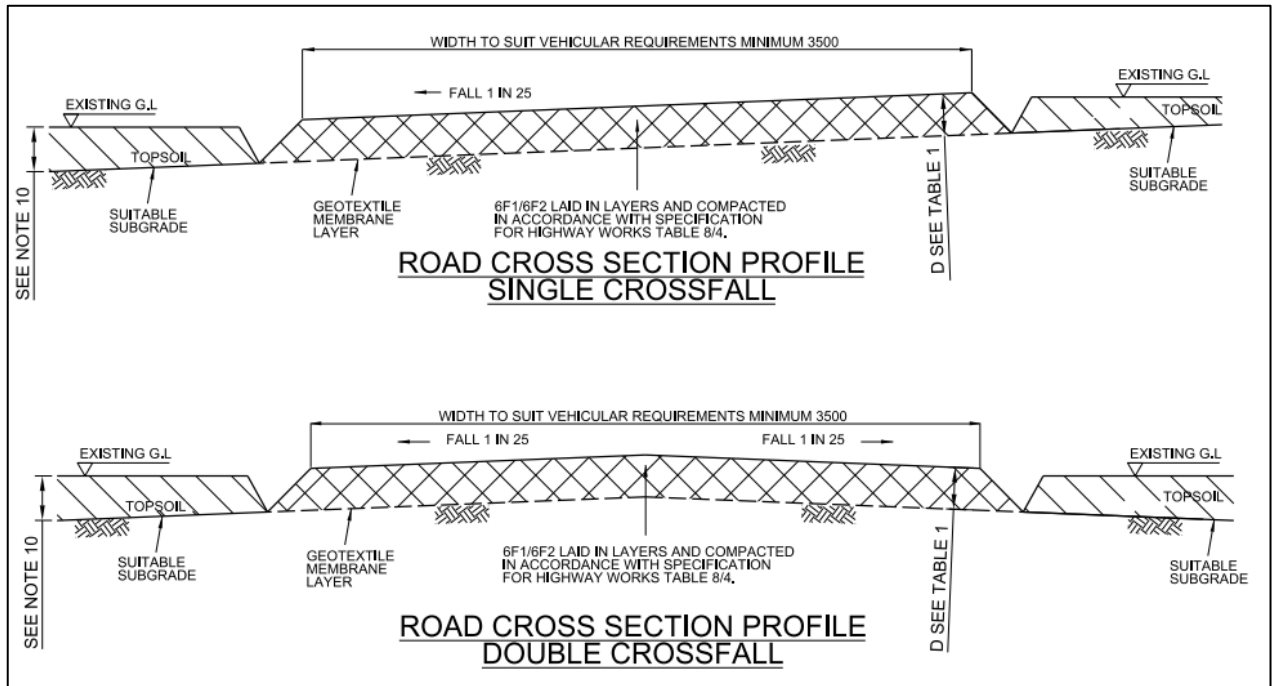 WIDTH TO SUIT VEHICULAR REQUIREMENTS MINIMUM 3500
FALL 1 IN 25
EXISTING G.L
EXISTING G.L
TOPSOIL
TOPSOIL
SEE NOTE 10
SUITABLE
SUBGRADE
GEOTEXTILE
MEMBRANE
LAYER
6F1/6F2 LAID IN LAYERS AND COMPACTED
IN ACCORDANCE WITH SPECIFICATION
FOR HIGHWAY WORKS TABLE 8/4.
D SEE TABLE 1
SUITABLE
SUBGRADE
ROAD CROSS SECTION PROFILE
SINGLE CROSSFALL
WIDTH TO SUIT VEHICULAR REQUIREMENTS MINIMUM 3500
FALL 1 IN 25
FALL 1 IN 25
EXISTING G.L
EXISTING G.L
TOPSOIL
TOPSOIL
SEE NOTE 10
SUITABLE
SUBGRADE
GEOTEXTILE
MEMBRANE
LAYER
6F1/6F2 LAID IN LAYERS AND COMPACTED
IN ACCORDANCE WITH SPECIFICATION
FOR HIGHWAY WORKS TABLE 8/4.
D SEE TABLE 1
SUITABLE
SUBGRADE
ROAD CROSS SECTION PROFILE
DOUBLE CROSSFALL